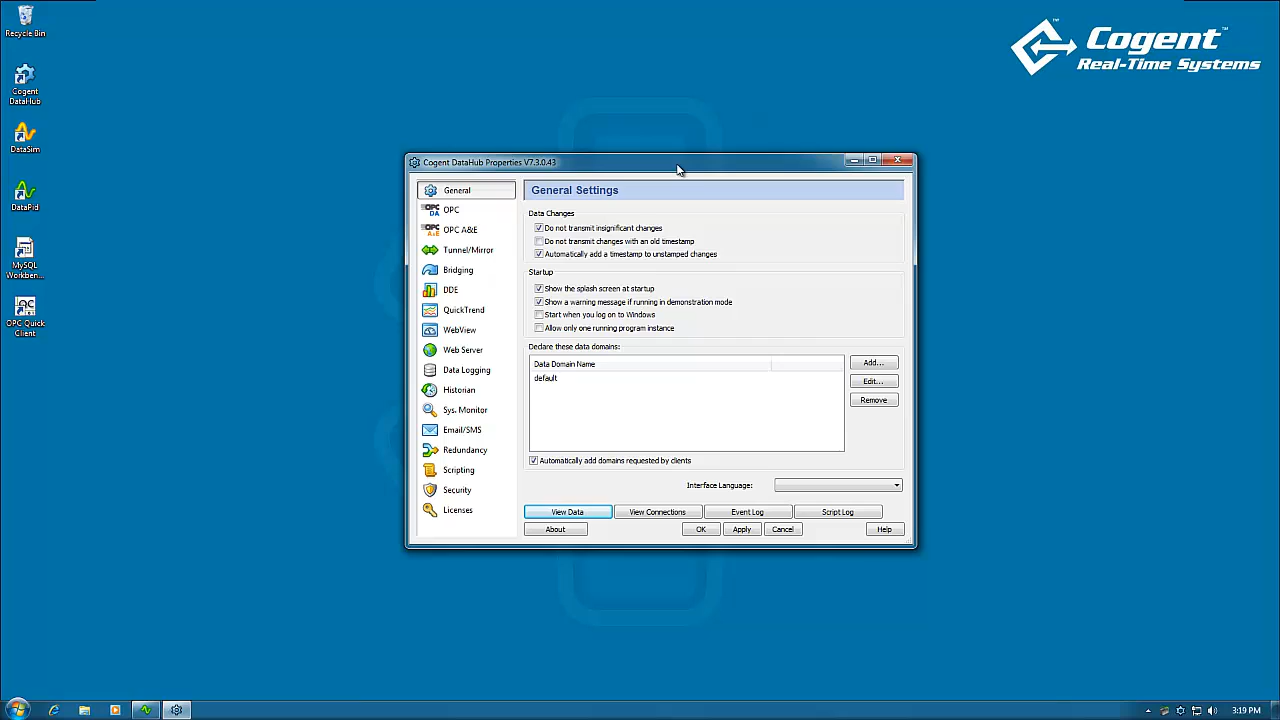 Recycle Bin
Cogent
DataHub
DataSim
DataPid
MySQL
Workben...
OPC Quick
Client
Cogent™
Real-Time Systems
Cogent DataHub Properties V7.3.0.43
General
OPC
OPC A&E
Tunnel/Mirror
Bridging
DDE
QuickTrend
WebView
Web Server
Data Logging
Historian
Sys. Monitor
Email/SMS
Redundancy
Scripting
Security
Licenses
General Settings
Data Changes
Do not transmit insignificant changes
Do not transmit changes with an old timestamp
Automatically add a timestamp to unstamped changes
Startup
Show the splash screen at startup
Show a warning message if running in demonstration mode
Start when you log on to Windows
Allow only one running program instance
Declare these data domains:
Data Domain Name
default
Add...
Edit...
Remove
Automatically add domains requested by clients
Interface Language:
View Data
View Connections
Event Log
Script Log
About
OK
Apply
Cancel
Help
3:19 PM